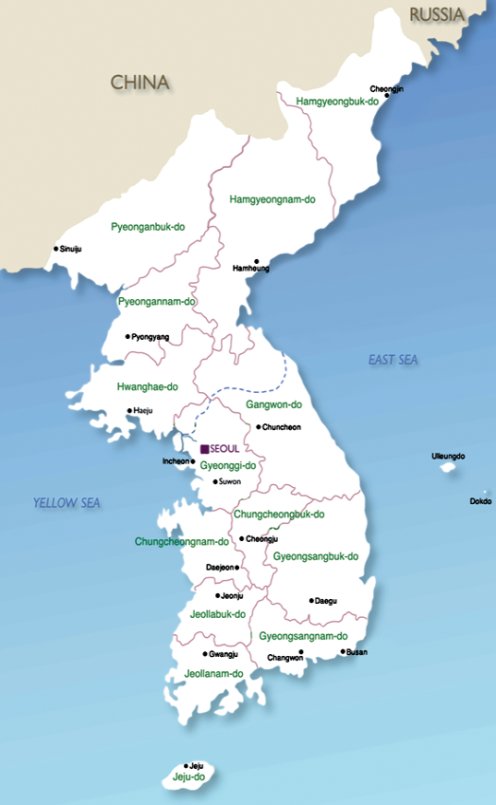 RUSSIA
CHINA
Cheongjin
Hamgyeongbuk-do
Hamgyeongnam-do
Pyeonganbuk-do
Sinuiju
Hamheung
Pyeongannam-do
Pyongyang
EAST SEA
Hwanghae-do
Gangwon-do
Haeju
Chuncheon
SEOUL
Ulleungdo
Incheon
Gyeonggi-do
Suwon
Dokdo
YELLOW SEA
Chungcheongbuk-do
Cheongju
Chungcheongnam-do
Gyeongsangbuk-do
Daejeon
Jeonju
Daegu
Jeollabuk-do
Gyeongsangnam-do
Gwangju
Changwon
Busan
Jeollanam-do
Jeju
Jeju-do